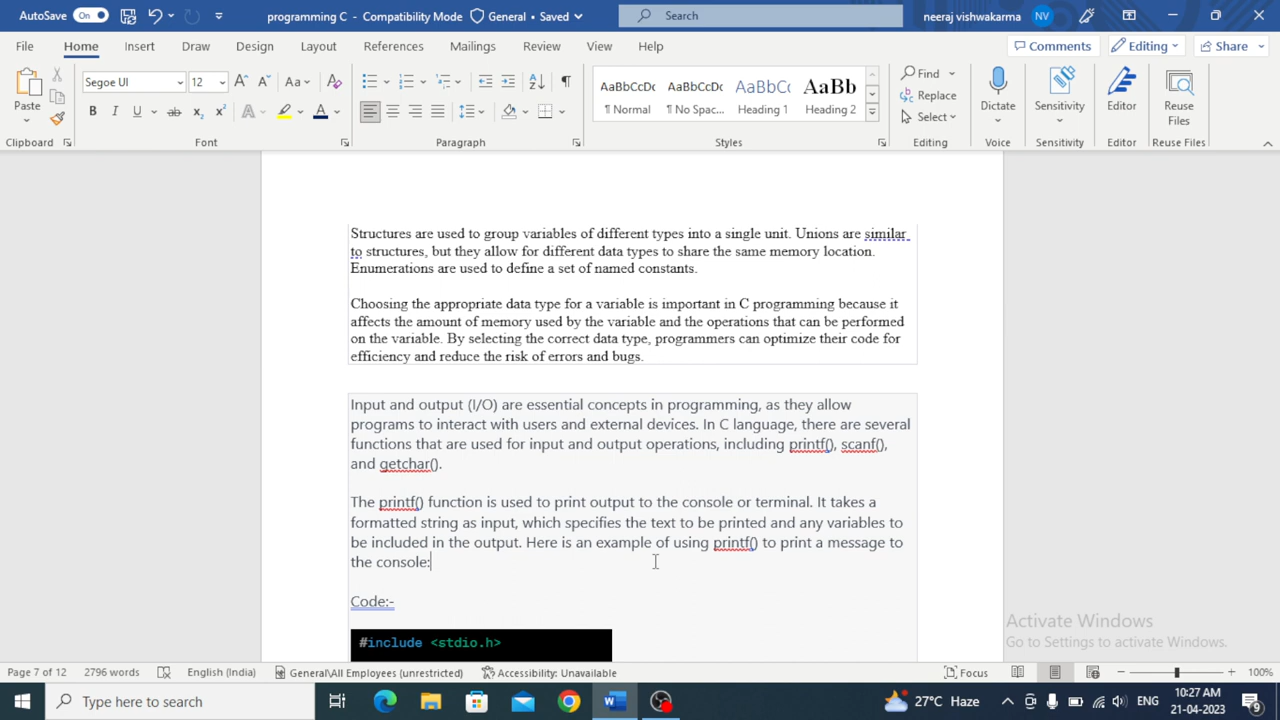 AutoSave On programming C - Compatibility Mode General - Saved Search neeraj vishwakarma NV
File Home Insert Draw Design Layout References Mailings Review View Help Comments Editing Share
Paste Segoe UI 12 Aa AaBbCcDc AaBbCcDc AaBbCc AaBb Find Dictate Sensitivity Editor Reuse Files
B I U ab x₂ x² A A ¶ Normal ¶ No Spac... Heading 1 Heading 2 Replace
Select
Clipboard Font Paragraph Styles Editing Voice Sensitivity Editor Reuse Files
Structures are used to group variables of different types into a single unit. Unions are similar
to structures, but they allow for different data types to share the same memory location.
Enumerations are used to define a set of named constants.
Choosing the appropriate data type for a variable is important in C programming because it
affects the amount of memory used by the variable and the operations that can be performed
on the variable. By selecting the correct data type, programmers can optimize their code for
efficiency and reduce the risk of errors and bugs.
Input and output (I/O) are essential concepts in programming, as they allow
programs to interact with users and external devices. In C language, there are several
functions that are used for input and output operations, including printf(), scanf(),
and getchar().
The printf() function is used to print output to the console or terminal. It takes a
formatted string as input, which specifies the text to be printed and any variables to
be included in the output. Here is an example of using printf() to print a message to
the console:
Code:-
#include <stdio.h>
Activate Windows
Go to Settings to activate Windows.
Page 7 of 12 2796 words English (India) General\All Employees (unrestricted) Accessibility: Unavailable Focus 100%
Type here to search 27°C Haze ENG 10:27 AM
21-04-2023 9